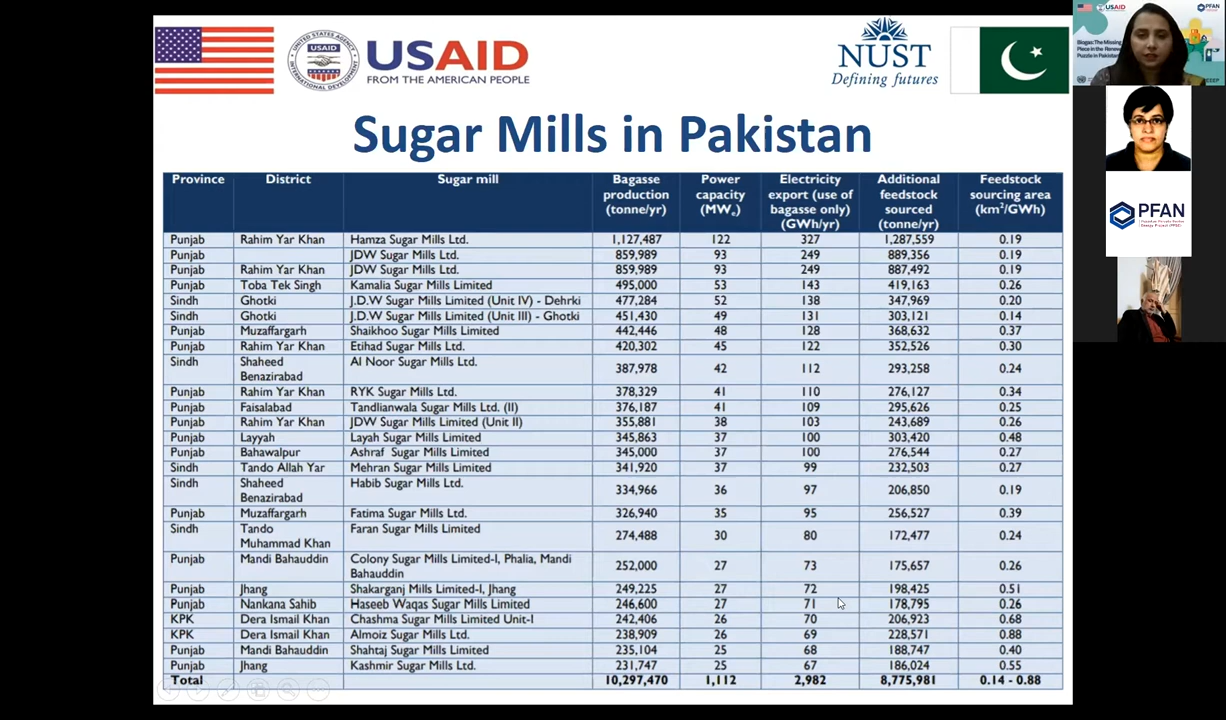 UNITED STATES AGENCY
USAID
INTERNATIONAL DEVELOPMENT
USAID
FROM THE AMERICAN PEOPLE
NUST
Defining futures
Sugar Mills in Pakistan
Province District Sugar mill Bagasse production (tonne/yr) Power capacity (MWe) Electricity export (use of bagasse only) (GWh/yr) Additional feedstock sourced (tonne/yr) Feedstock sourcing area (km²/GWh)
Punjab Rahim Yar Khan Hamza Sugar Mills Ltd. 1,127,487 122 327 1,287,559 0.19
Punjab JDW Sugar Mills Ltd. 859,989 93 249 889,356 0.19
Punjab Rahim Yar Khan JDW Sugar Mills Ltd. 859,989 93 249 887,492 0.19
Punjab Toba Tek Singh Kamalia Sugar Mills Limited 495,000 53 143 419,163 0.26
Sindh Ghotki J.D.W Sugar Mills Limited (Unit IV) - Dehrki 477,284 52 138 347,969 0.20
Sindh Ghotki J.D.W Sugar Mills Limited (Unit III) - Ghotki 451,430 49 131 303,121 0.14
Punjab Muzaffargarh Shaikhoo Sugar Mills Limited 442,446 48 128 368,632 0.37
Punjab Rahim Yar Khan Etihad Sugar Mills Ltd. 420,302 45 122 352,526 0.30
Sindh Shaheed Benazirabad Al Noor Sugar Mills Ltd. 387,978 42 112 293,258 0.24
Punjab Rahim Yar Khan RYK Sugar Mills Ltd. 378,329 41 110 276,127 0.34
Punjab Faisalabad Tandlianwala Sugar Mills Ltd. (II) 376,187 41 109 295,626 0.25
Punjab Rahim Yar Khan JDW Sugar Mills Limited (Unit II) 355,881 38 103 243,689 0.26
Punjab Layyah Layah Sugar Mills Limited 345,863 37 100 303,420 0.48
Punjab Bahawalpur Ashraf Sugar Mills Limited 345,000 37 100 276,544 0.27
Sindh Tando Allah Yar Mehran Sugar Mills Limited 341,920 37 99 232,503 0.27
Sindh Shaheed Benazirabad Habib Sugar Mills Ltd. 334,966 36 97 206,850 0.19
Punjab Muzaffargarh Fatima Sugar Mills Ltd. 326,940 35 95 256,527 0.39
Sindh Tando Muhammad Khan Faran Sugar Mills Limited 274,488 30 80 172,477 0.24
Punjab Mandi Bahauddin Colony Sugar Mills Limited-I, Phalia, Mandi Bahauddin 252,000 27 73 175,657 0.26
Punjab Jhang Shakarganj Mills Limited-I, Jhang 249,225 27 72 198,425 0.51
Punjab Nankana Sahib Haseeb Waqas Sugar Mills Limited 246,600 27 71 178,795 0.26
KPK Dera Ismail Khan Chashma Sugar Mills Limited Unit-I 242,406 26 70 206,923 0.68
KPK Dera Ismail Khan Almoiz Sugar Mills Ltd. 238,909 26 69 228,571 0.88
Punjab Mandi Bahauddin Shahtaj Sugar Mills Limited 235,104 25 68 188,747 0.40
Punjab Jhang Kashmir Sugar Mills Ltd. 231,747 25 67 186,024 0.55
Total 10,297,470 1,112 2,982 8,775,981 0.14 - 0.88
USAID
PFAN
Biogas: The Missing
Piece in the Renew
Puzzle in Pakistan
PFAN